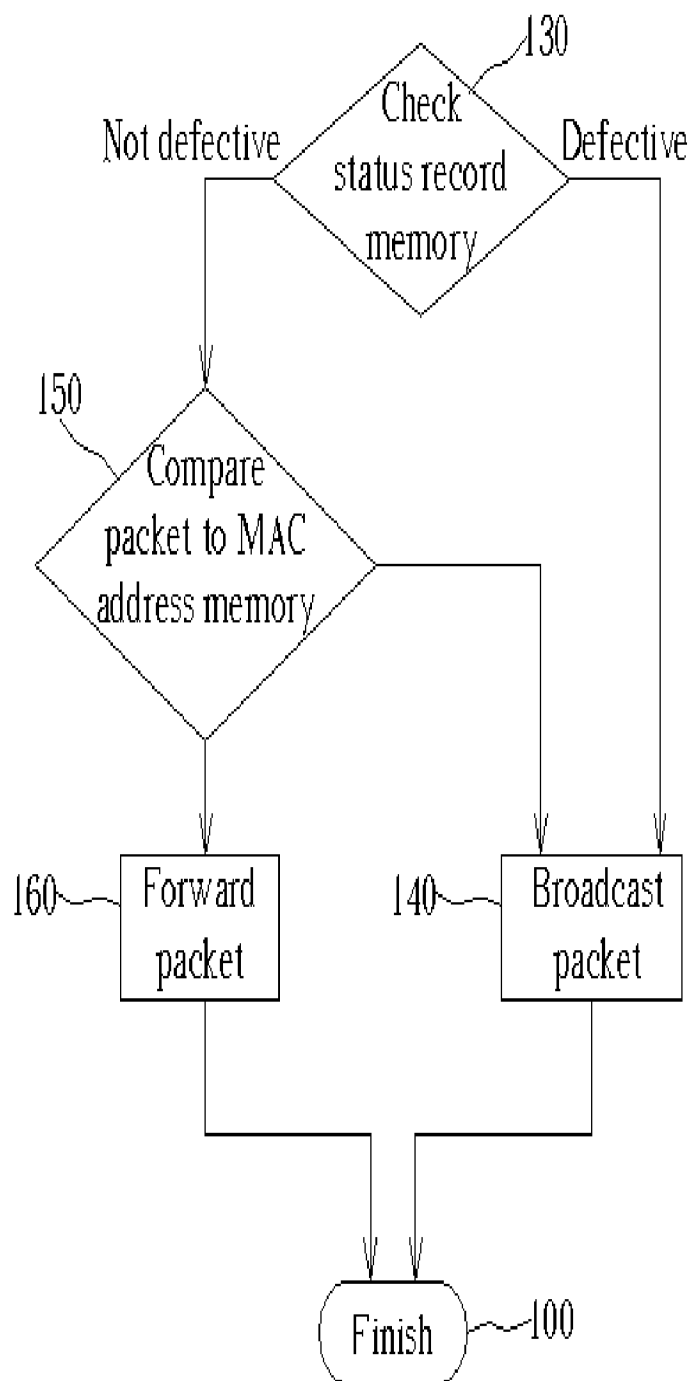 130
Check
status record
memory
Not defective
Defective
150
Compare
packet to MAC
address memory
160
Forward
packet
140
Broadcast
packet
Finish
100